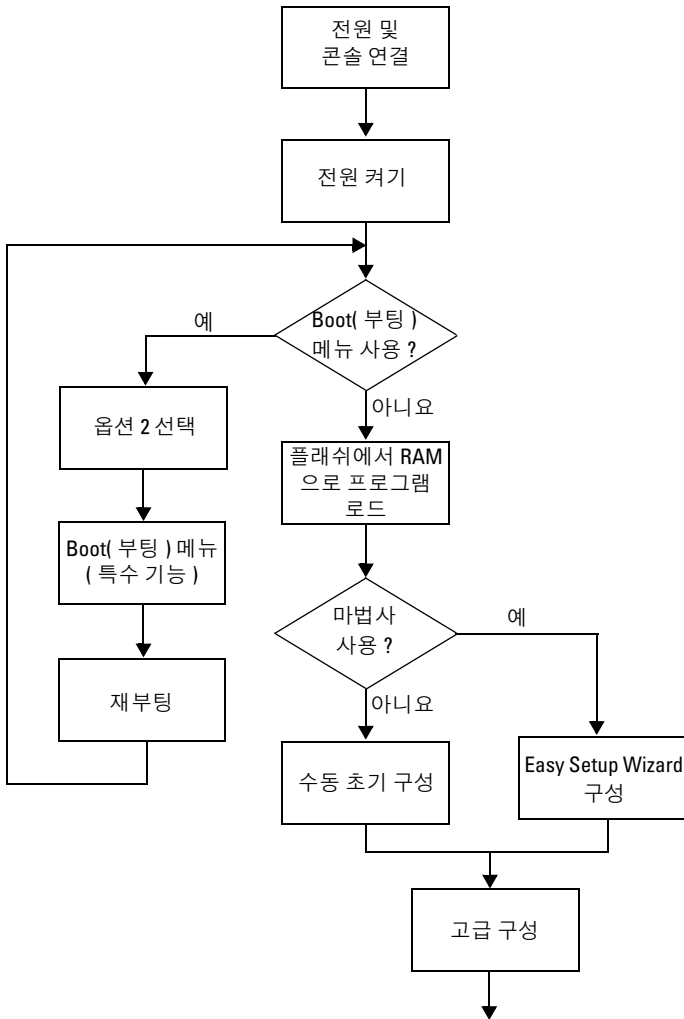 전원 및
콘솔 연결
전원 켜기
Boot( 부팅 )
메뉴 사용 ?
예
아니요
옵션 2 선택
플래쉬에서 RAM
으로 프로그램
로드
Boot( 부팅 ) 메뉴
( 특수 기능 )
마법사
사용 ?
예
재부팅
아니요
수동 초기 구성
Easy Setup Wizard
구성
고급 구성